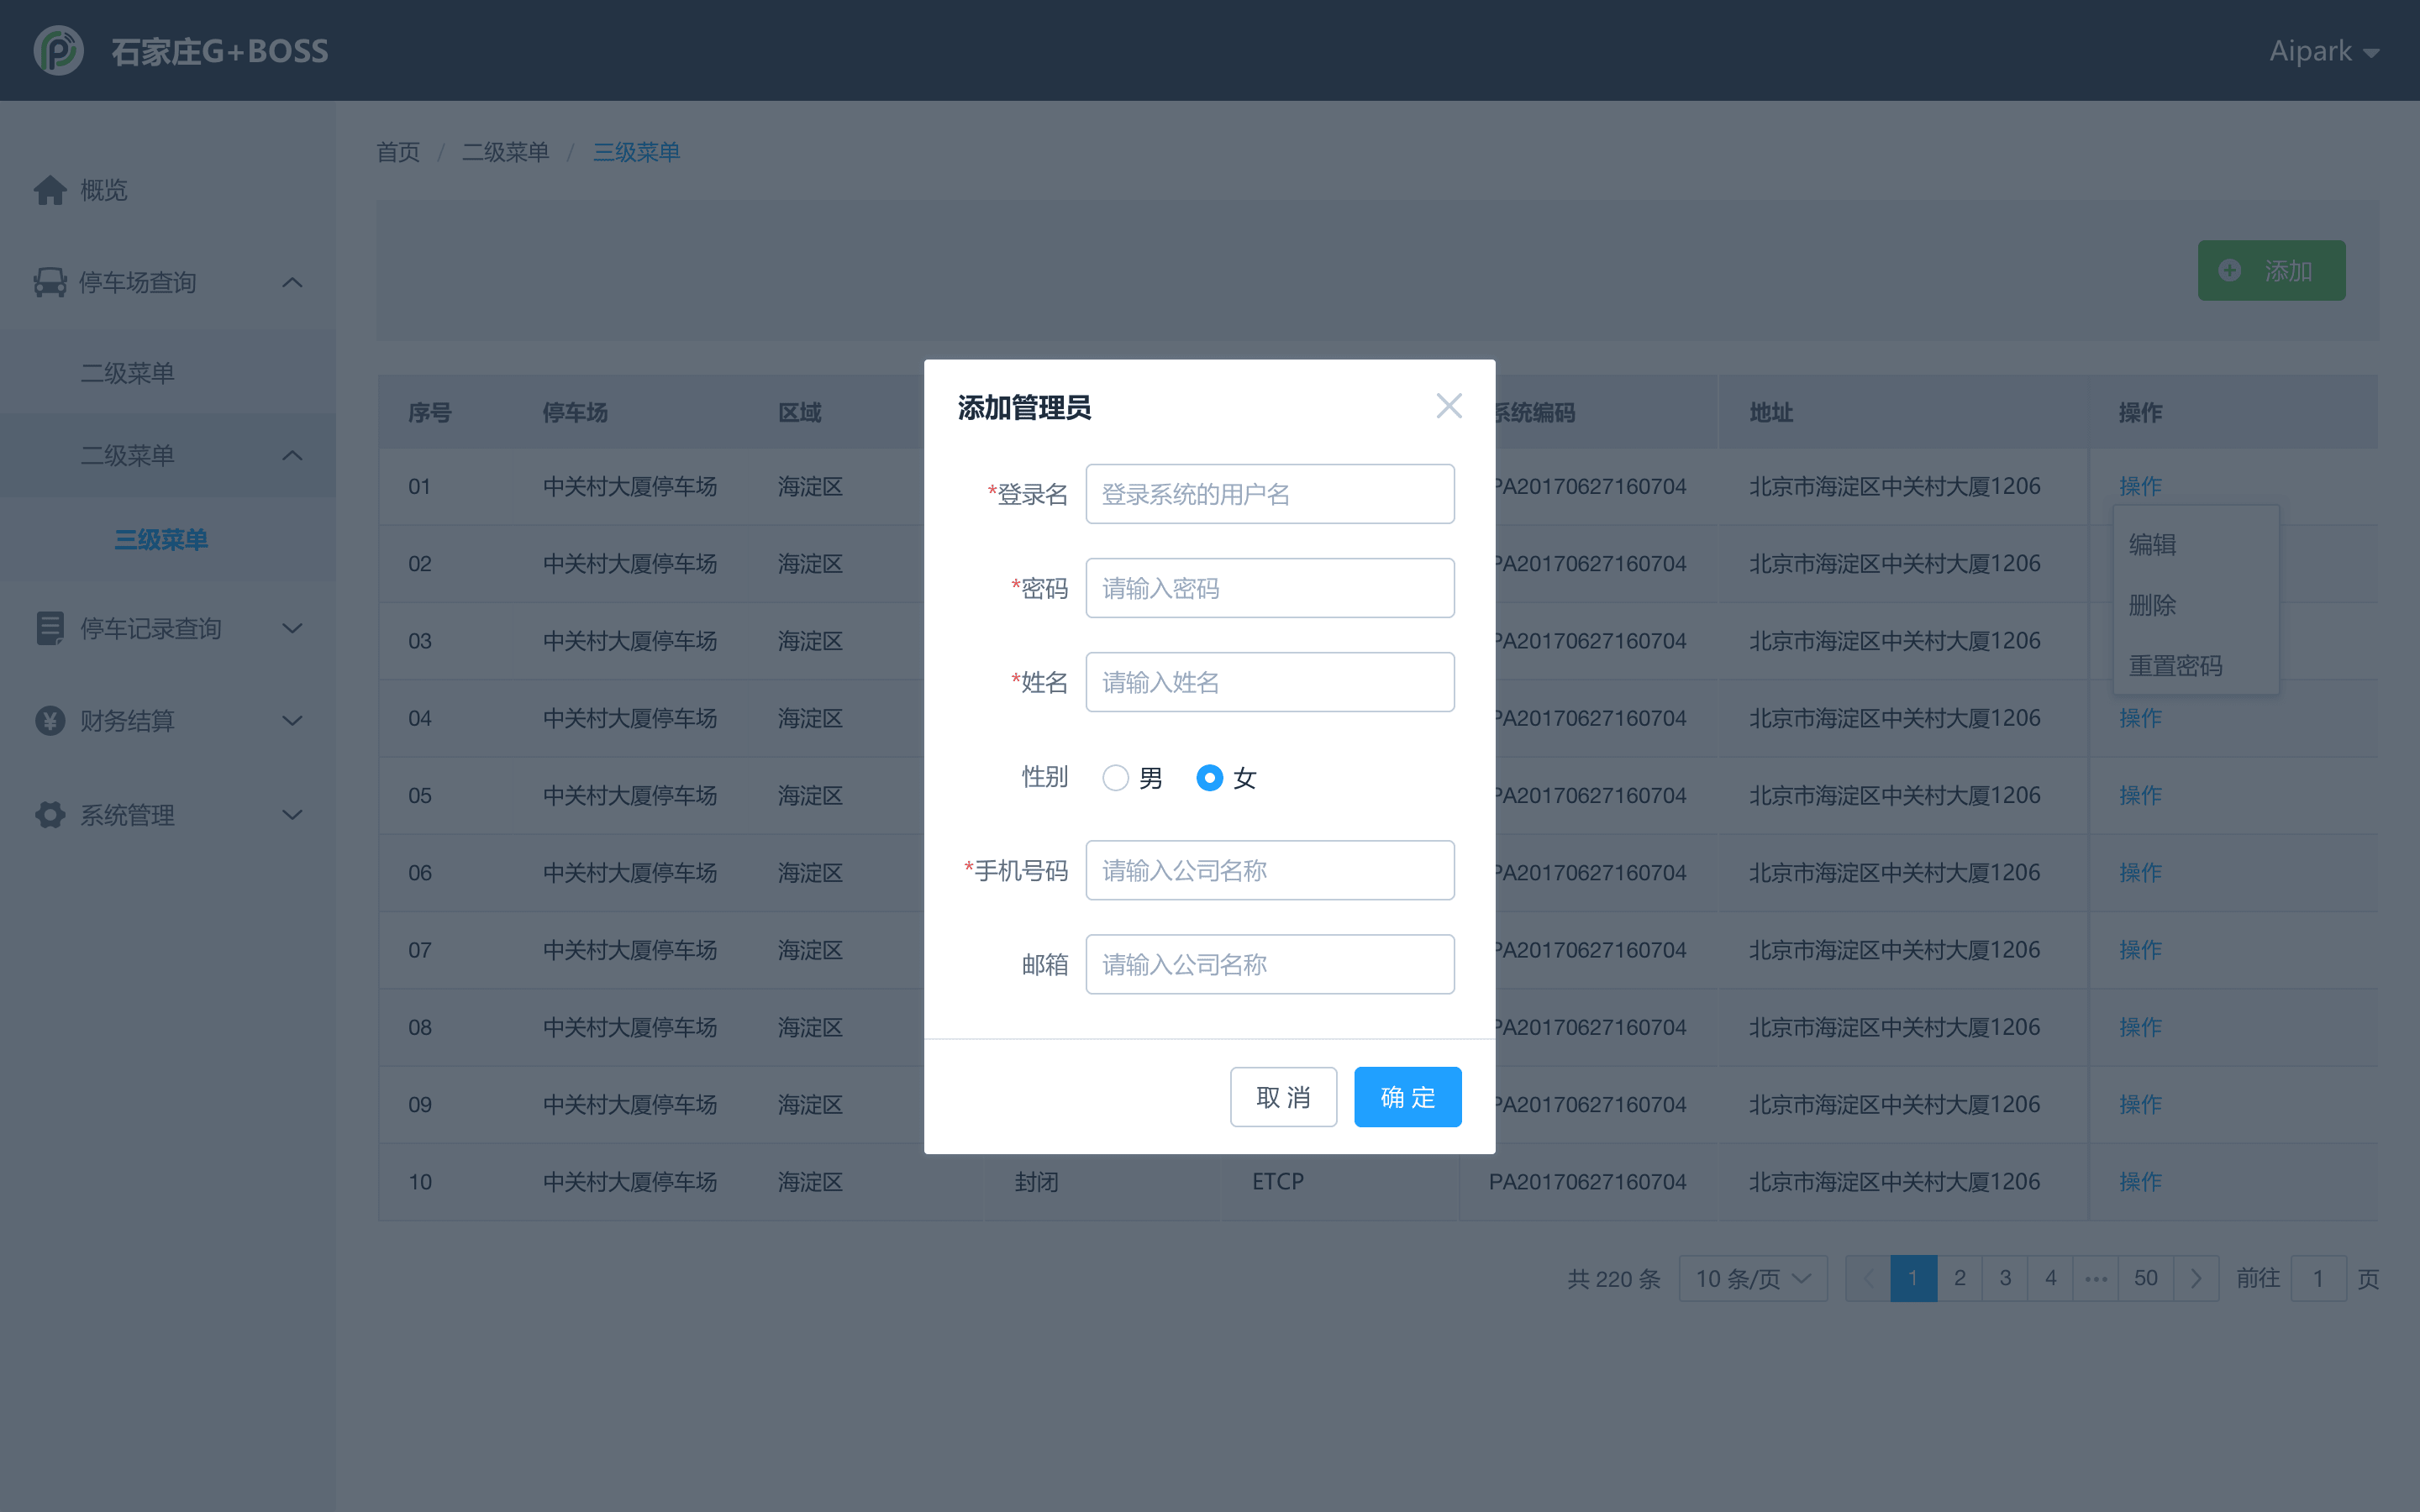 石家庄G+BOSS
Aipark
首页 / 二级菜单 / 三级菜单
概览
停车场查询
二级菜单
二级菜单
三级菜单
停车记录查询
财务结算
系统管理
添加
序号 停车场 区域 系统编码 地址 操作
01 中关村大厦停车场 海淀区 PA20170627160704 北京市海淀区中关村大厦1206 操作
02 中关村大厦停车场 海淀区 PA20170627160704 北京市海淀区中关村大厦1206
03 中关村大厦停车场 海淀区 PA20170627160704 北京市海淀区中关村大厦1206
04 中关村大厦停车场 海淀区 PA20170627160704 北京市海淀区中关村大厦1206 操作
05 中关村大厦停车场 海淀区 PA20170627160704 北京市海淀区中关村大厦1206 操作
06 中关村大厦停车场 海淀区 PA20170627160704 北京市海淀区中关村大厦1206 操作
07 中关村大厦停车场 海淀区 PA20170627160704 北京市海淀区中关村大厦1206 操作
08 中关村大厦停车场 海淀区 PA20170627160704 北京市海淀区中关村大厦1206 操作
09 中关村大厦停车场 海淀区 PA20170627160704 北京市海淀区中关村大厦1206 操作
10 中关村大厦停车场 海淀区 封闭 ETCP PA20170627160704 北京市海淀区中关村大厦1206 操作
编辑
删除
重置密码
添加管理员
*登录名 登录系统的用户名
*密码 请输入密码
*姓名 请输入姓名
性别 男 女
*手机号码 请输入公司名称
邮箱 请输入公司名称
取 消 确 定
共 220 条 10 条/页 1 2 3 4 ••• 50 前往 1 页